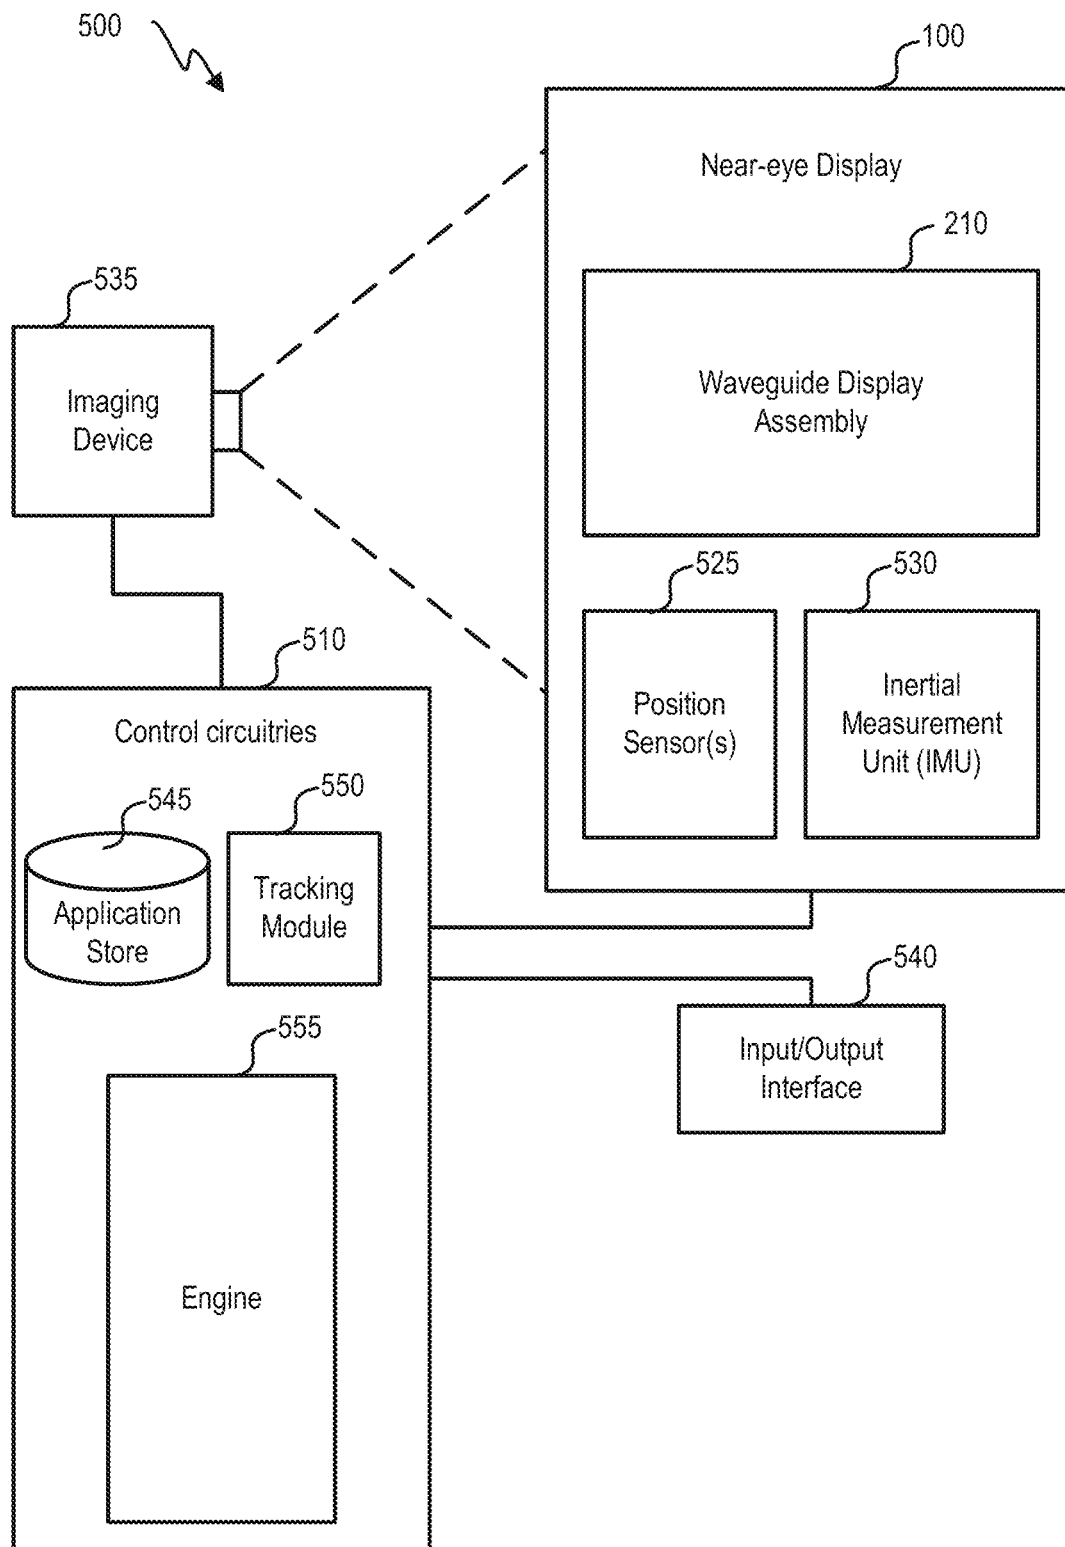 500
100
Near-eye Display
210
Waveguide Display
Assembly
535
Imaging
Device
525
530
Position
Sensor(s)
Inertial
Measurement
Unit (IMU)
510
Control circuitries
545
550
Application
Store
Tracking
Module
540
Input/Output
Interface
555
Engine